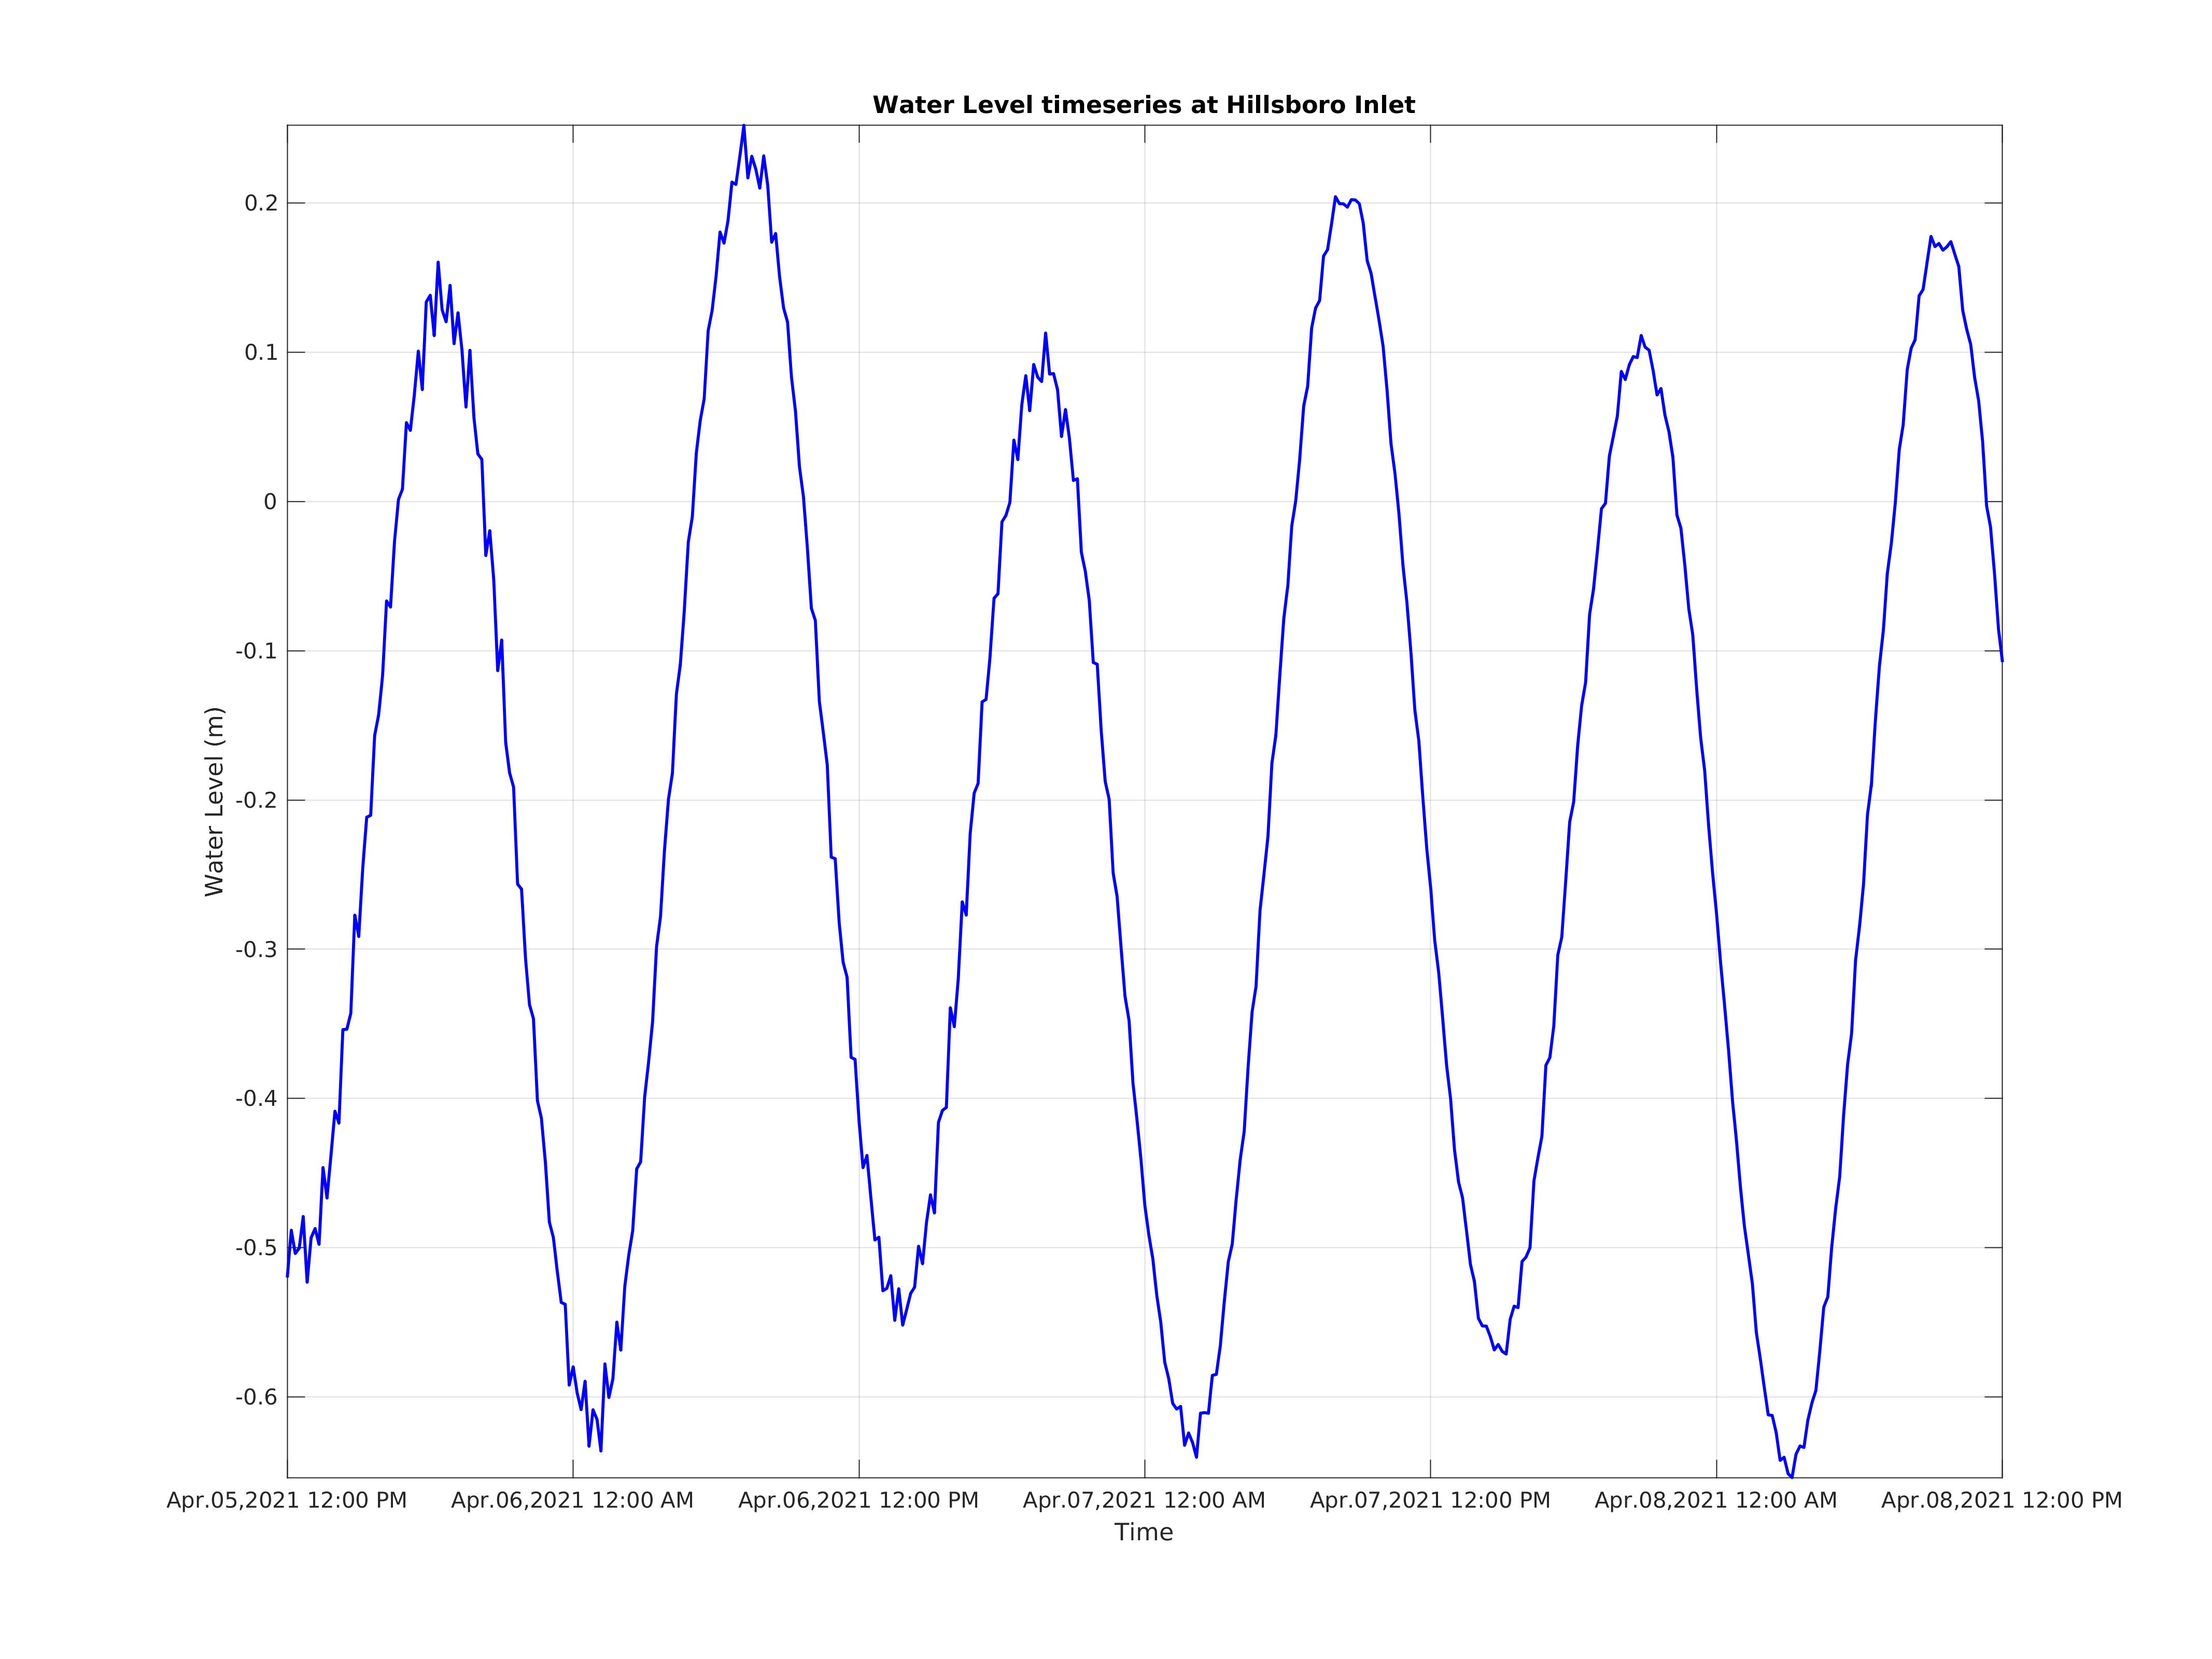 Water Level timeseries at Hillsboro Inlet
0.2
0.1
0
-0.1
-0.2
-0.3
-0.4
-0.5
-0.6
Water Level (m)
Apr.05,2021 12:00 PM Apr.06,2021 12:00 AM Apr.06,2021 12:00 PM Apr.07,2021 12:00 AM Apr.07,2021 12:00 PM Apr.08,2021 12:00 AM Apr.08,2021 12:00 PM
Time